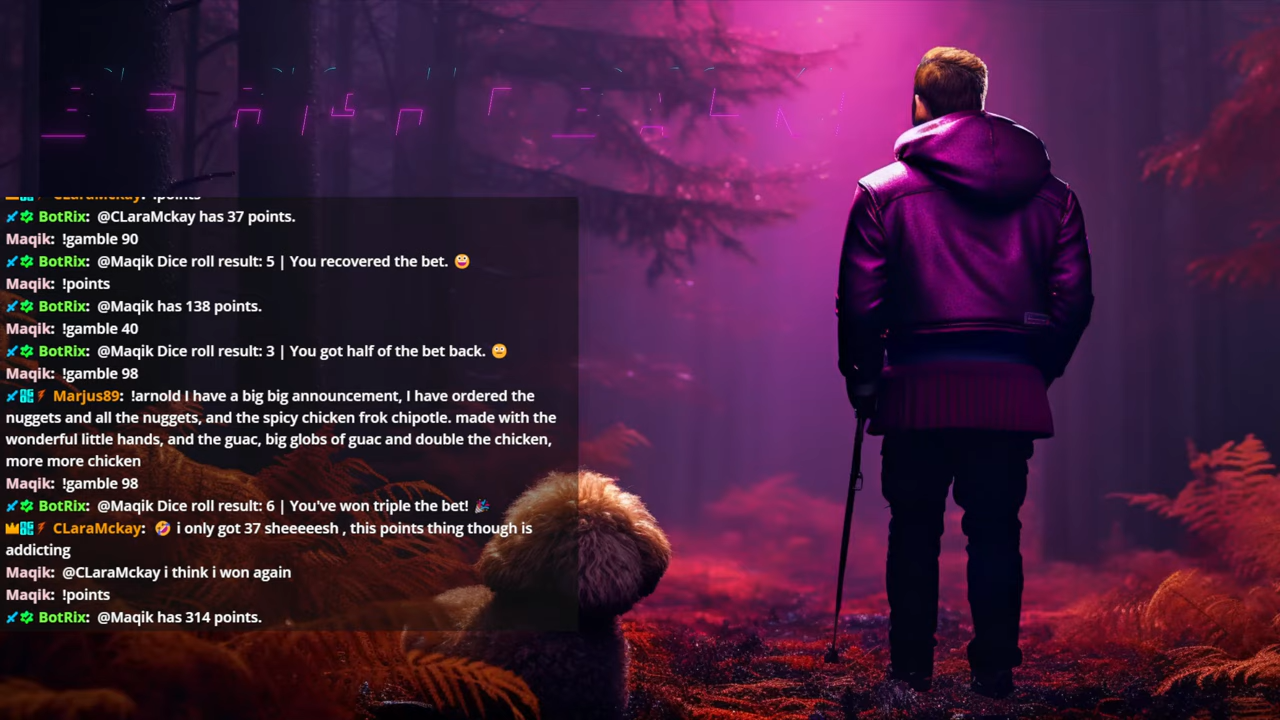 CLaraMckay: !points
BotRix: @CLaraMckay has 37 points.
Maqik: !gamble 90
BotRix: @Maqik Dice roll result: 5 | You recovered the bet. 😀
Maqik: !points
BotRix: @Maqik has 138 points.
Maqik: !gamble 40
BotRix: @Maqik Dice roll result: 3 | You got half of the bet back. 😐
Maqik: !gamble 98
Marjus89: !arnold I have a big big announcement, I have ordered the
nuggets and all the nuggets, and the spicy chicken frok chipotle. made with the
wonderful little hands, and the guac, big globs of guac and double the chicken,
more more chicken
Maqik: !gamble 98
BotRix: @Maqik Dice roll result: 6 | You've won triple the bet! 🎉
CLaraMckay: 🤣 i only got 37 sheeeeesh , this points thing though is
addicting
Maqik: @CLaraMckay i think i won again
Maqik: !points
BotRix: @Maqik has 314 points.